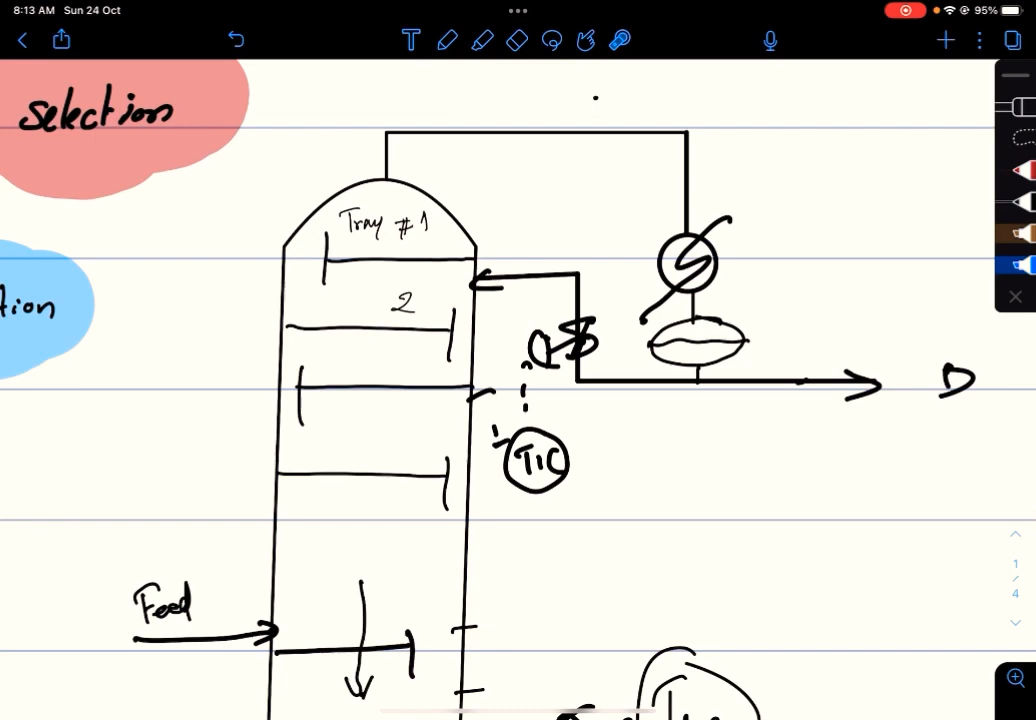 8:13 AM Sun 24 Oct
95%
selection
Tray #1
2
tion
D
TIC
Feed
1
/
4